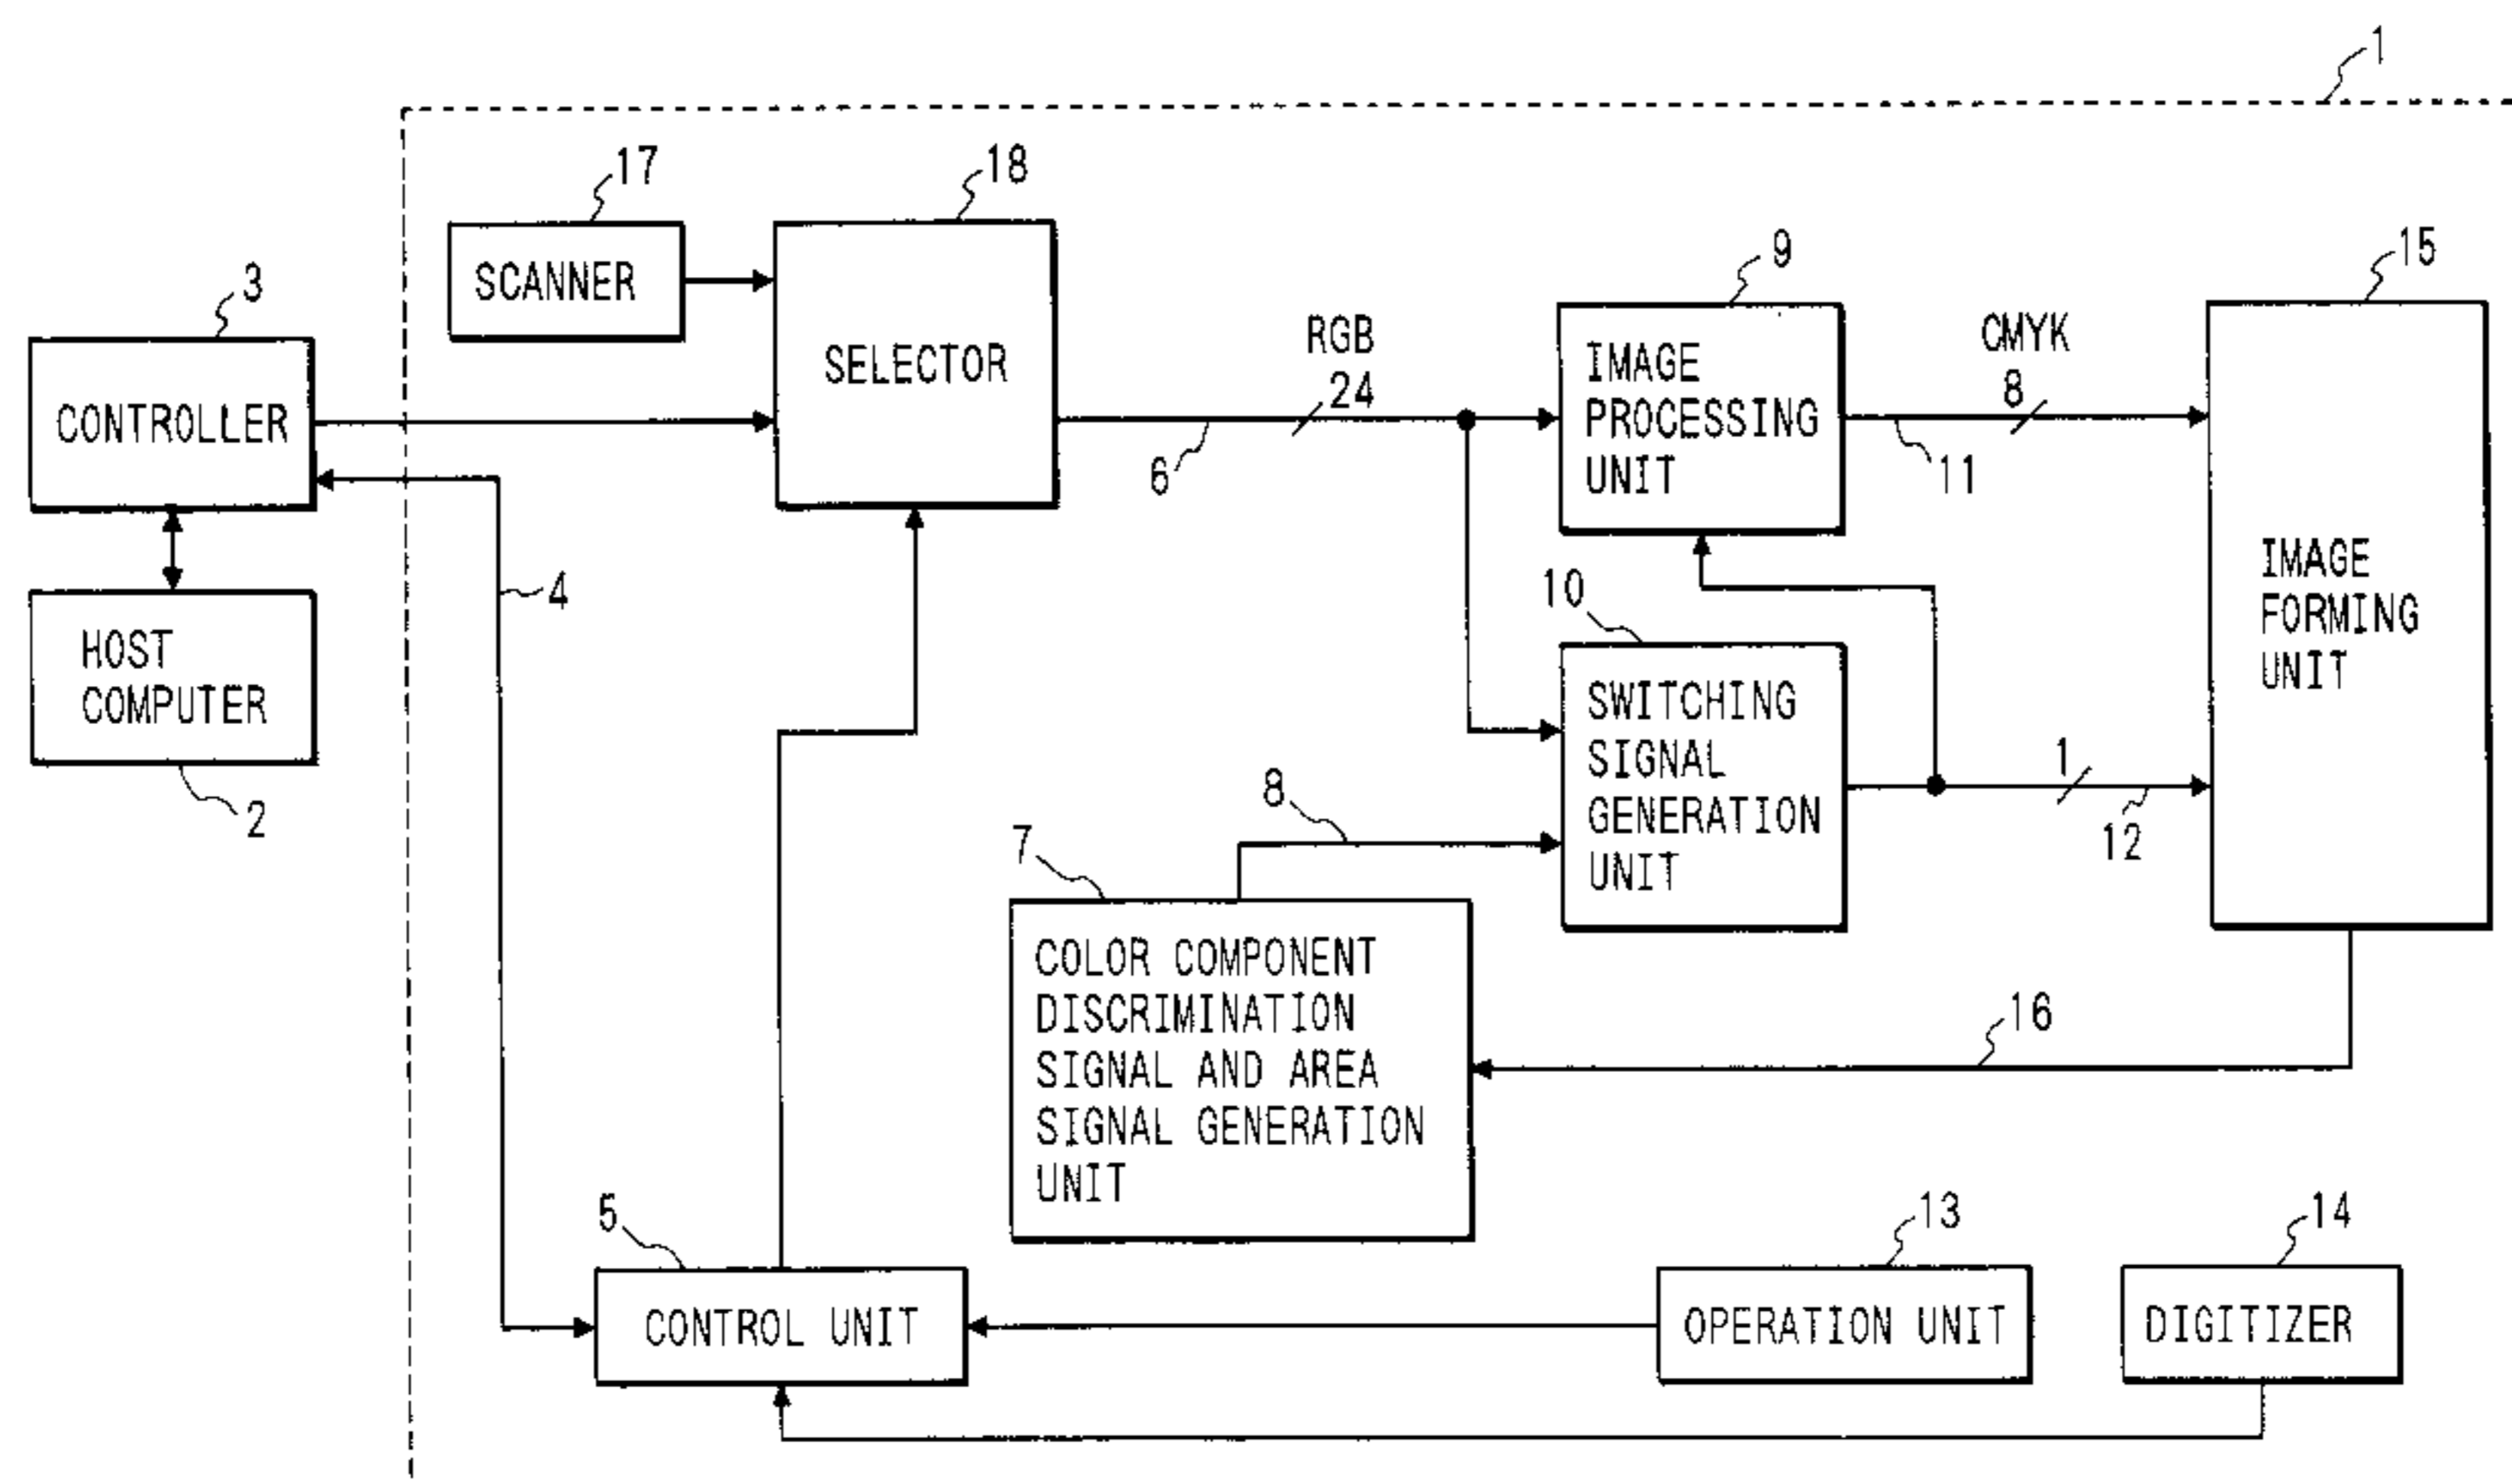 1
17
SCANNER
18
SELECTOR
3
CONTROLLER
HOST
COMPUTER
2
4
RGB
24
6
9
IMAGE
PROCESSING
UNIT
CMYK
8
11
15
IMAGE
FORMING
UNIT
10
SWITCHING
SIGNAL
GENERATION
UNIT
1
12
8
7
COLOR COMPONENT
DISCRIMINATION
SIGNAL AND AREA
SIGNAL GENERATION
UNIT
16
5
CONTROL UNIT
13
OPERATION UNIT
14
DIGITIZER